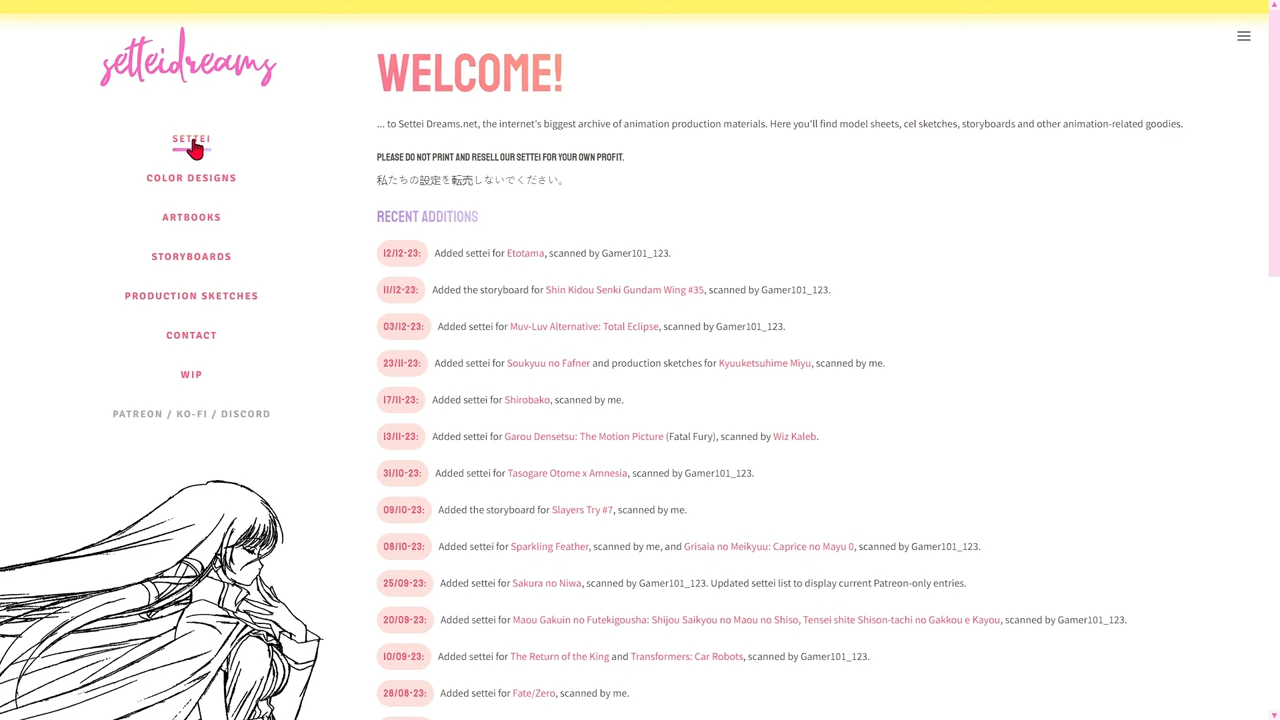 setteidreams
SETTEI
COLOR DESIGNS
ARTBOOKS
STORYBOARDS
PRODUCTION SKETCHES
CONTACT
WIP
PATREON / KO-FI / DISCORD
WELCOME!
... to Settei Dreams.net, the internet's biggest archive of animation production materials. Here you'll find model sheets, cel sketches, storyboards and other animation-related goodies.
PLEASE DO NOT PRINT AND RESELL OUR SETTEI FOR YOUR OWN PROFIT.
私たちの設定を転売しないでください。
RECENT ADDITIONS
12/12-23: Added settei for Etotama, scanned by Gamer101_123.
11/12-23: Added the storyboard for Shin Kidou Senki Gundam Wing #35, scanned by Gamer101_123.
03/12-23: Added settei for Muv-Luv Alternative: Total Eclipse, scanned by Gamer101_123.
23/11-23: Added settei for Soukyuu no Fafner and production sketches for Kyuuketsuhime Miyu, scanned by me.
17/11-23: Added settei for Shirobako, scanned by me.
13/11-23: Added settei for Garou Densetsu: The Motion Picture (Fatal Fury), scanned by Wiz Kaleb.
31/10-23: Added settei for Tasogare Otome x Amnesia, scanned by Gamer101_123.
09/10-23: Added the storyboard for Slayers Try #7, scanned by me.
08/10-23: Added settei for Sparkling Feather, scanned by me, and Grisaia no Meikyuu: Caprice no Mayu 0, scanned by Gamer101_123.
25/09-23: Added settei for Sakura no Niwa, scanned by Gamer101_123. Updated settei list to display current Patreon-only entries.
20/09-23: Added settei for Maou Gakuin no Futekigousha: Shijou Saikyou no Maou no Shiso, Tensei shite Shison-tachi no Gakkou e Kayou, scanned by Gamer101_123.
10/09-23: Added settei for The Return of the King and Transformers: Car Robots, scanned by Gamer101_123.
28/08-23: Added settei for Fate/Zero, scanned by me.